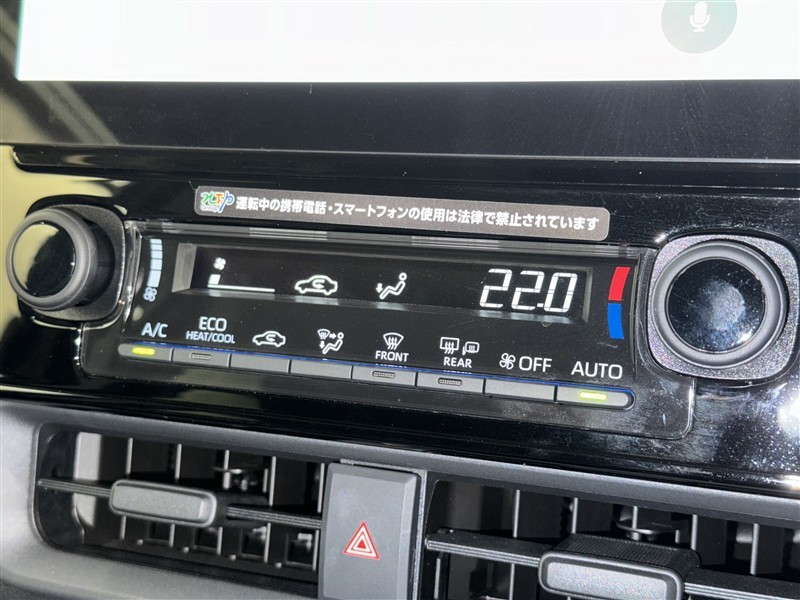 運転中の携帯電話・スマートフォンの使用は法律で禁止されています
22.0
A/C
ECO
HEAT/COOL
FRONT
REAR
OFF
AUTO